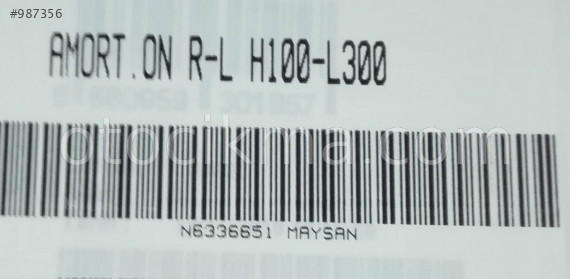 #987356
AMORT.ON R-L H100-L300
otocikma.com
N6336651 MAYSAN